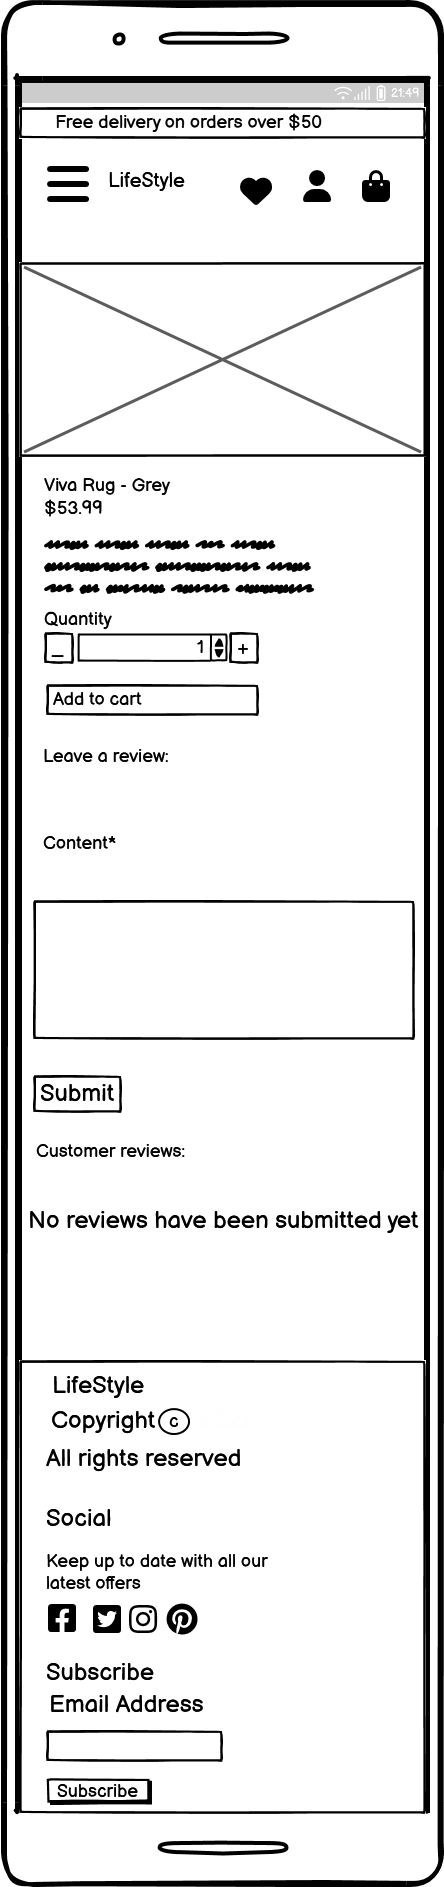 21:49
Free delivery on orders over $50
LifeStyle
Viva Rug - Grey
$53.99
Quantity
_ 1 +
Add to cart
Leave a review:
Content*
Submit
Customer reviews:
No reviews have been submitted yet
LifeStyle
Copyright c
All rights reserved
Social
Keep up to date with all our
latest offers
Subscribe
Email Address
Subscribe